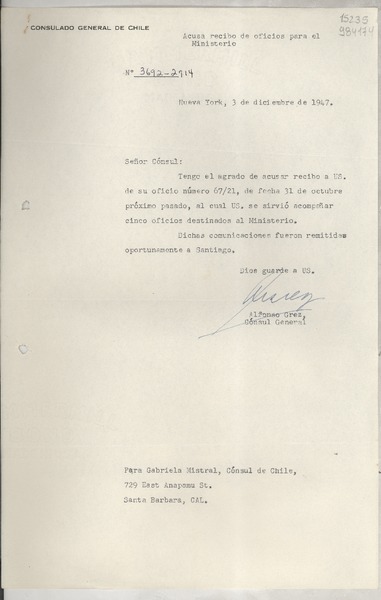 CONSULADO GENERAL DE CHILE
15235
984174
Acusa recibo de oficios para el
Ministerio
Nº 3692-2914
Nueva York, 3 de diciembre de 1947.
Señor Cónsul:
Tengo el agrado de acusar recibo a US.
de su oficio número 67/21, de fecha 31 de octubre
próximo pasado, al cual US. se sirvió acompañar
cinco oficios destinados al Ministerio.
Dichas comunicaciones fueron remitidas
oportunamente a Santiago.
Dios guarde a US.
Alfonso Grez,
Cónsul General
Para Gabriela Mistral, Cónsul de Chile,
729 East Anapamu St.
Santa Barbara, CAL.